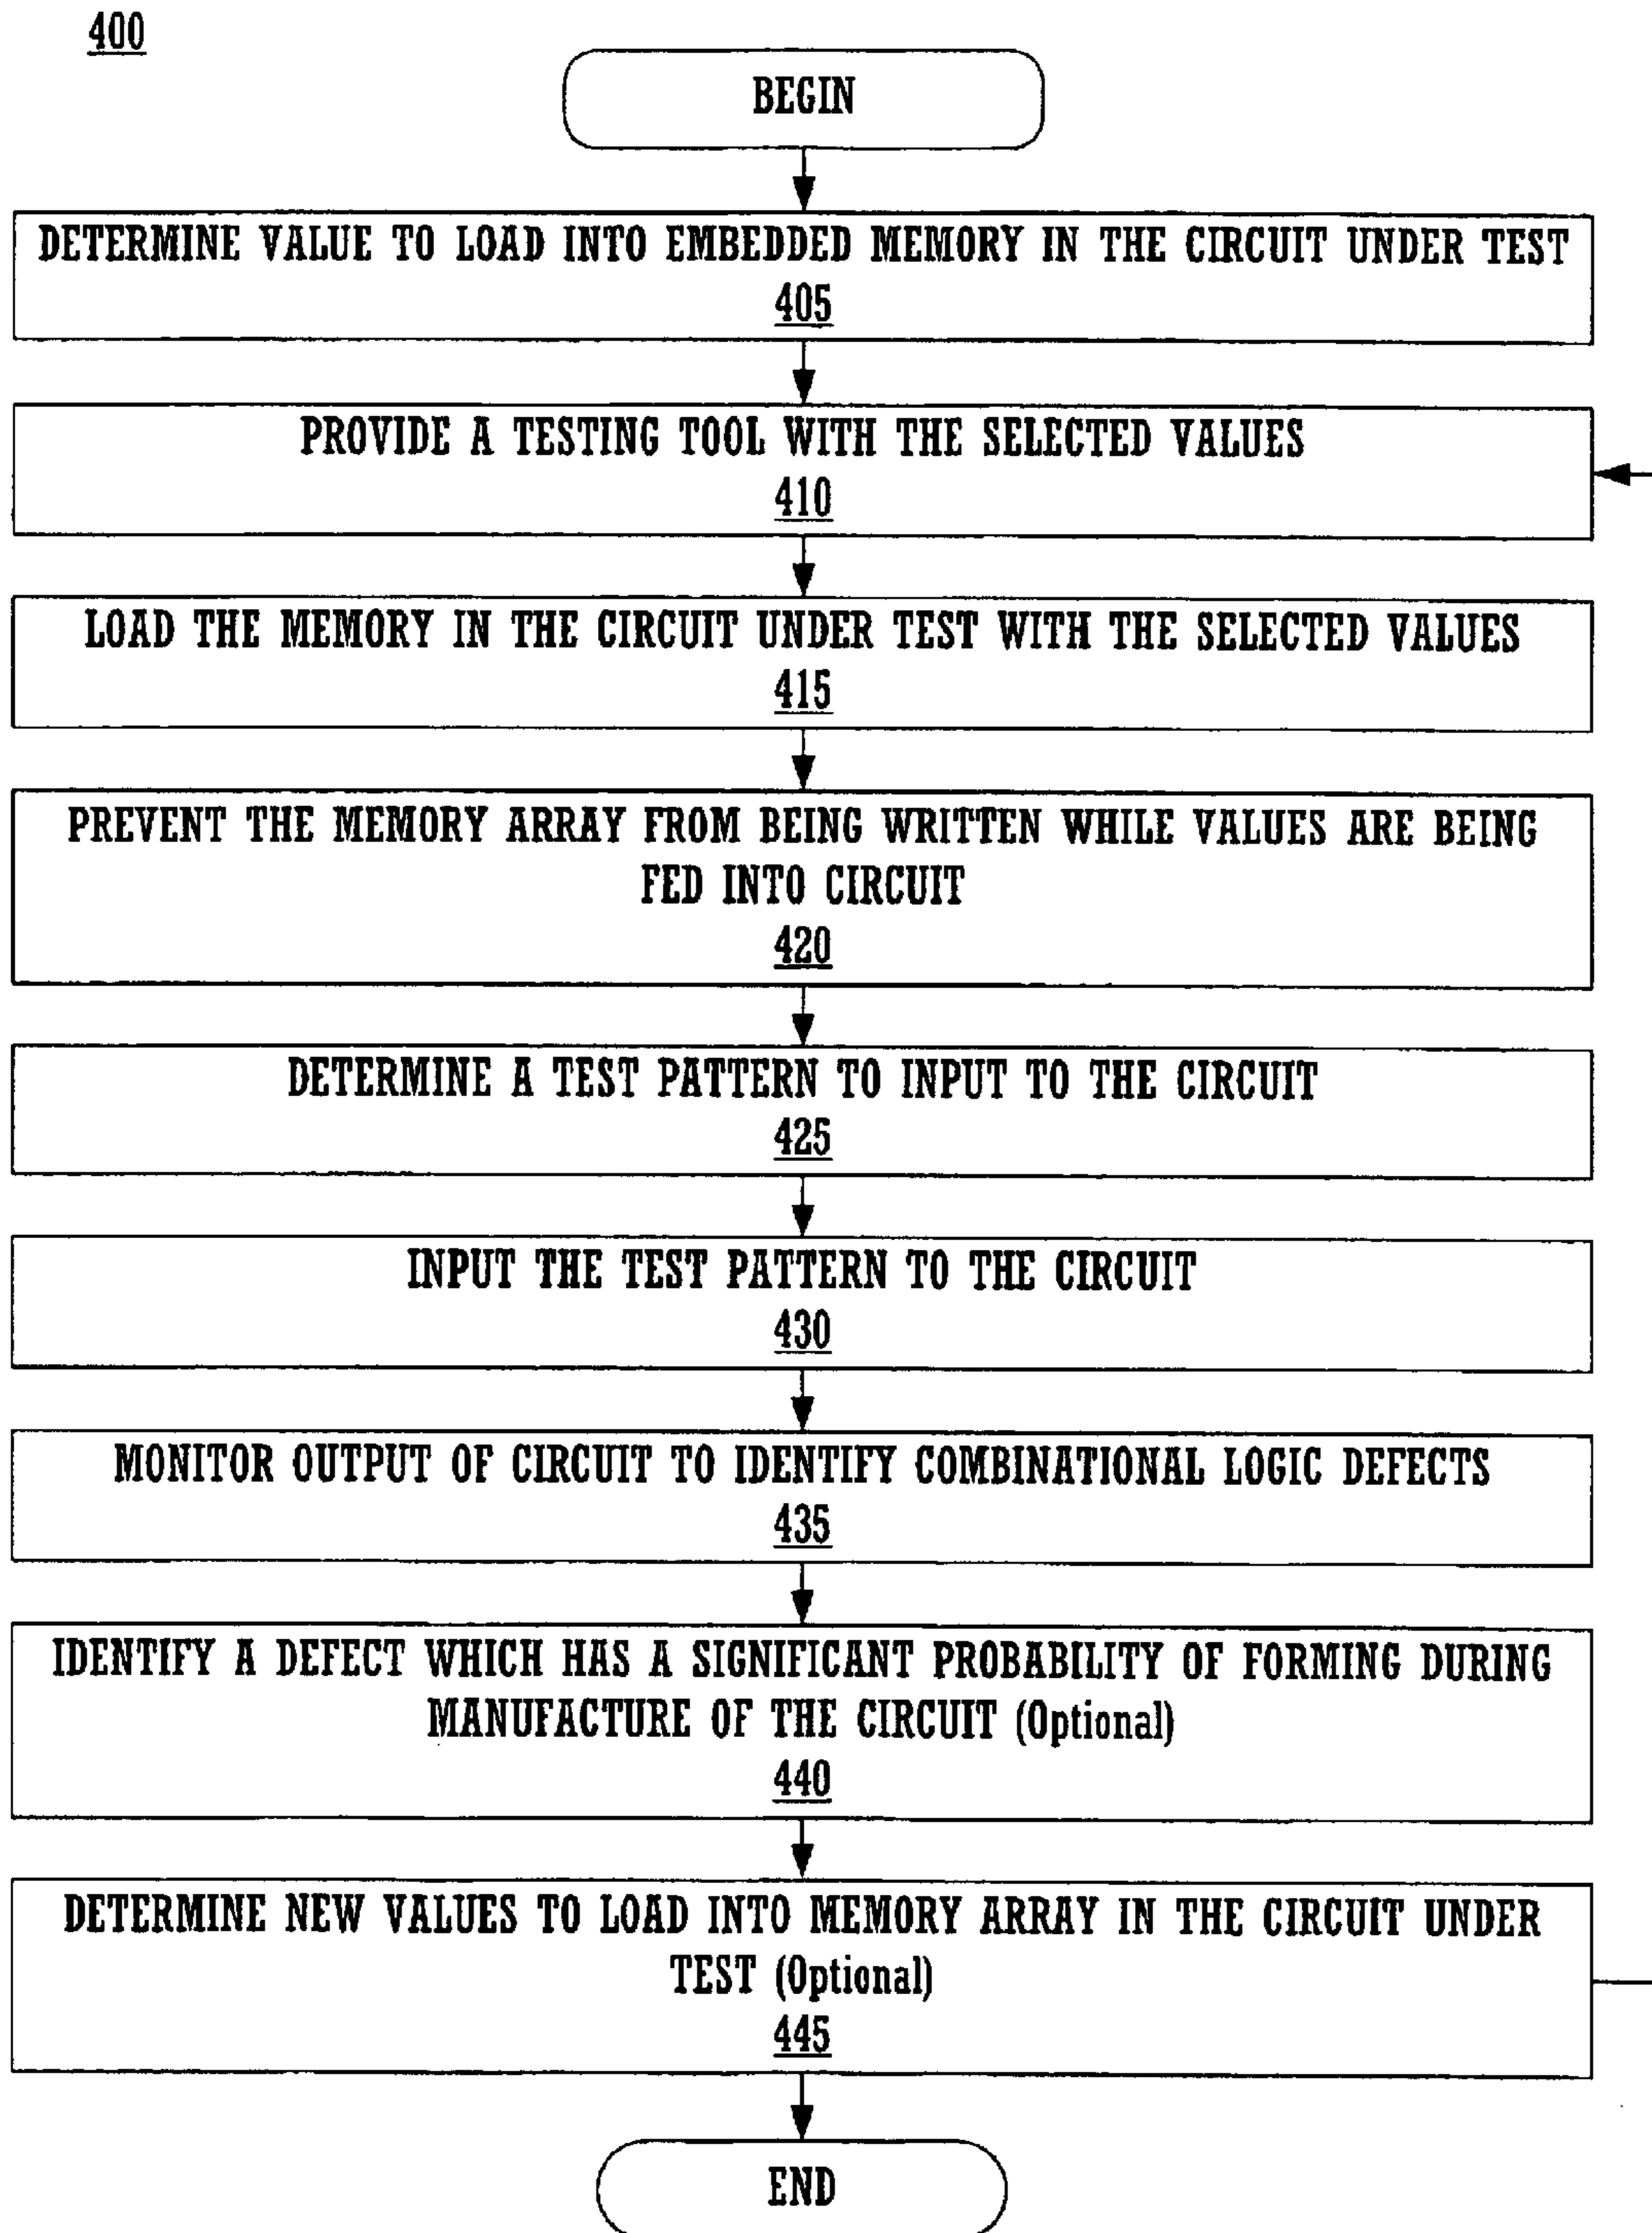 400
BEGIN
DETERMINE VALUE TO LOAD INTO EMBEDDED MEMORY IN THE CIRCUIT UNDER TEST
405
PROVIDE A TESTING TOOL WITH THE SELECTED VALUES
410
LOAD THE MEMORY IN THE CIRCUIT UNDER TEST WITH THE SELECTED VALUES
415
PREVENT THE MEMORY ARRAY FROM BEING WRITTEN WHILE VALUES ARE BEING
FED INTO CIRCUIT
420
DETERMINE A TEST PATTERN TO INPUT TO THE CIRCUIT
425
INPUT THE TEST PATTERN TO THE CIRCUIT
430
MONITOR OUTPUT OF CIRCUIT TO IDENTIFY COMBINATIONAL LOGIC DEFECTS
435
IDENTIFY A DEFECT WHICH HAS A SIGNIFICANT PROBABILITY OF FORMING DURING
MANUFACTURE OF THE CIRCUIT (Optional)
440
DETERMINE NEW VALUES TO LOAD INTO MEMORY ARRAY IN THE CIRCUIT UNDER
TEST (Optional)
445
END